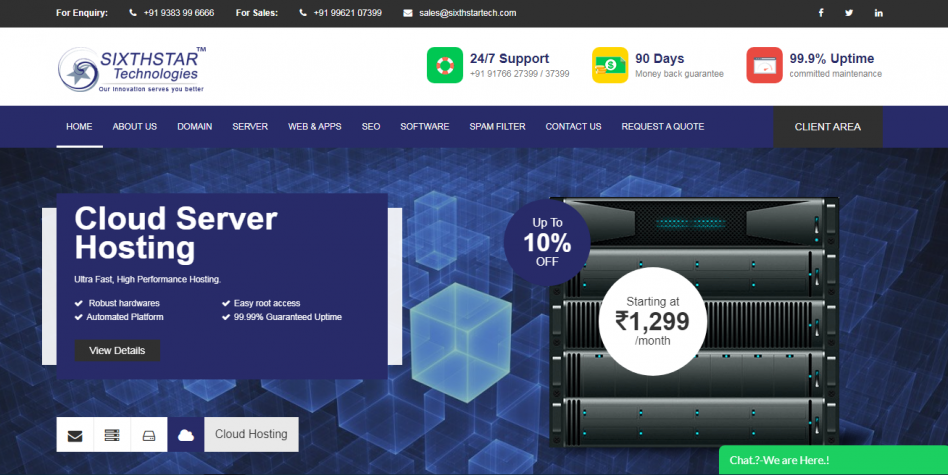 For Enquiry: +91 9383 99 6666 For Sales: +91 99621 07399 sales@sixthstartech.com
SIXTHSTAR™
Technologies
Our Innovation serves you better
24/7 Support
+91 91766 27399 / 37399
90 Days
Money back guarantee
99.9% Uptime
committed maintenance
HOME ABOUT US DOMAIN SERVER WEB & APPS SEO SOFTWARE SPAM FILTER CONTACT US REQUEST A QUOTE CLIENT AREA
Cloud Server
Hosting
Ultra Fast, High Performance Hosting.
Robust hardwares Easy root access
Automated Platform 99.99% Guaranteed Uptime
View Details
Up To
10%
OFF
Starting at
₹1,299
/month
Cloud Hosting
Chat.?-We are Here.!